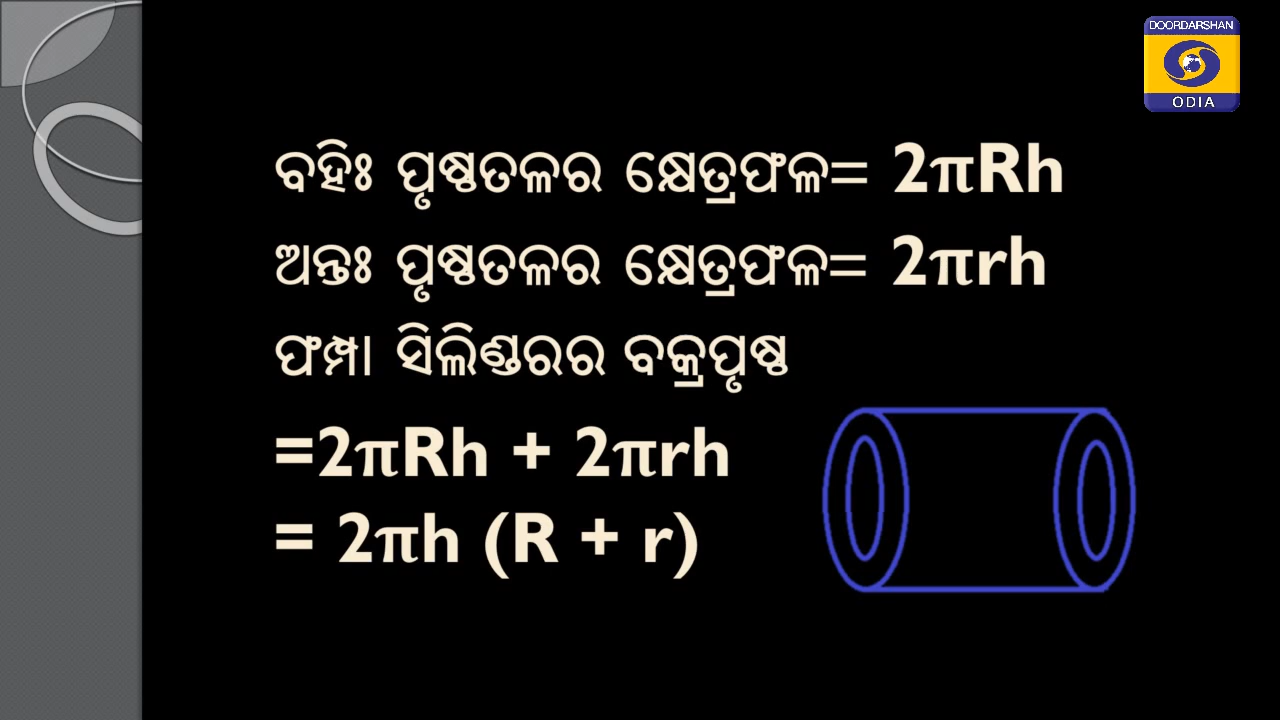 DOORDARSHAN
ODIA
ବହିଃ ପୃଷ୍ଠତଳର କ୍ଷେତ୍ରଫଳ= 2πRh
ଅନ୍ତଃ ପୃଷ୍ଠତଳର କ୍ଷେତ୍ରଫଳ= 2πrh
ଫମ୍ପା ସିଲିଣ୍ଡରର ବକ୍ରପୃଷ୍ଠ
=2πRh + 2πrh
= 2πh (R + r)